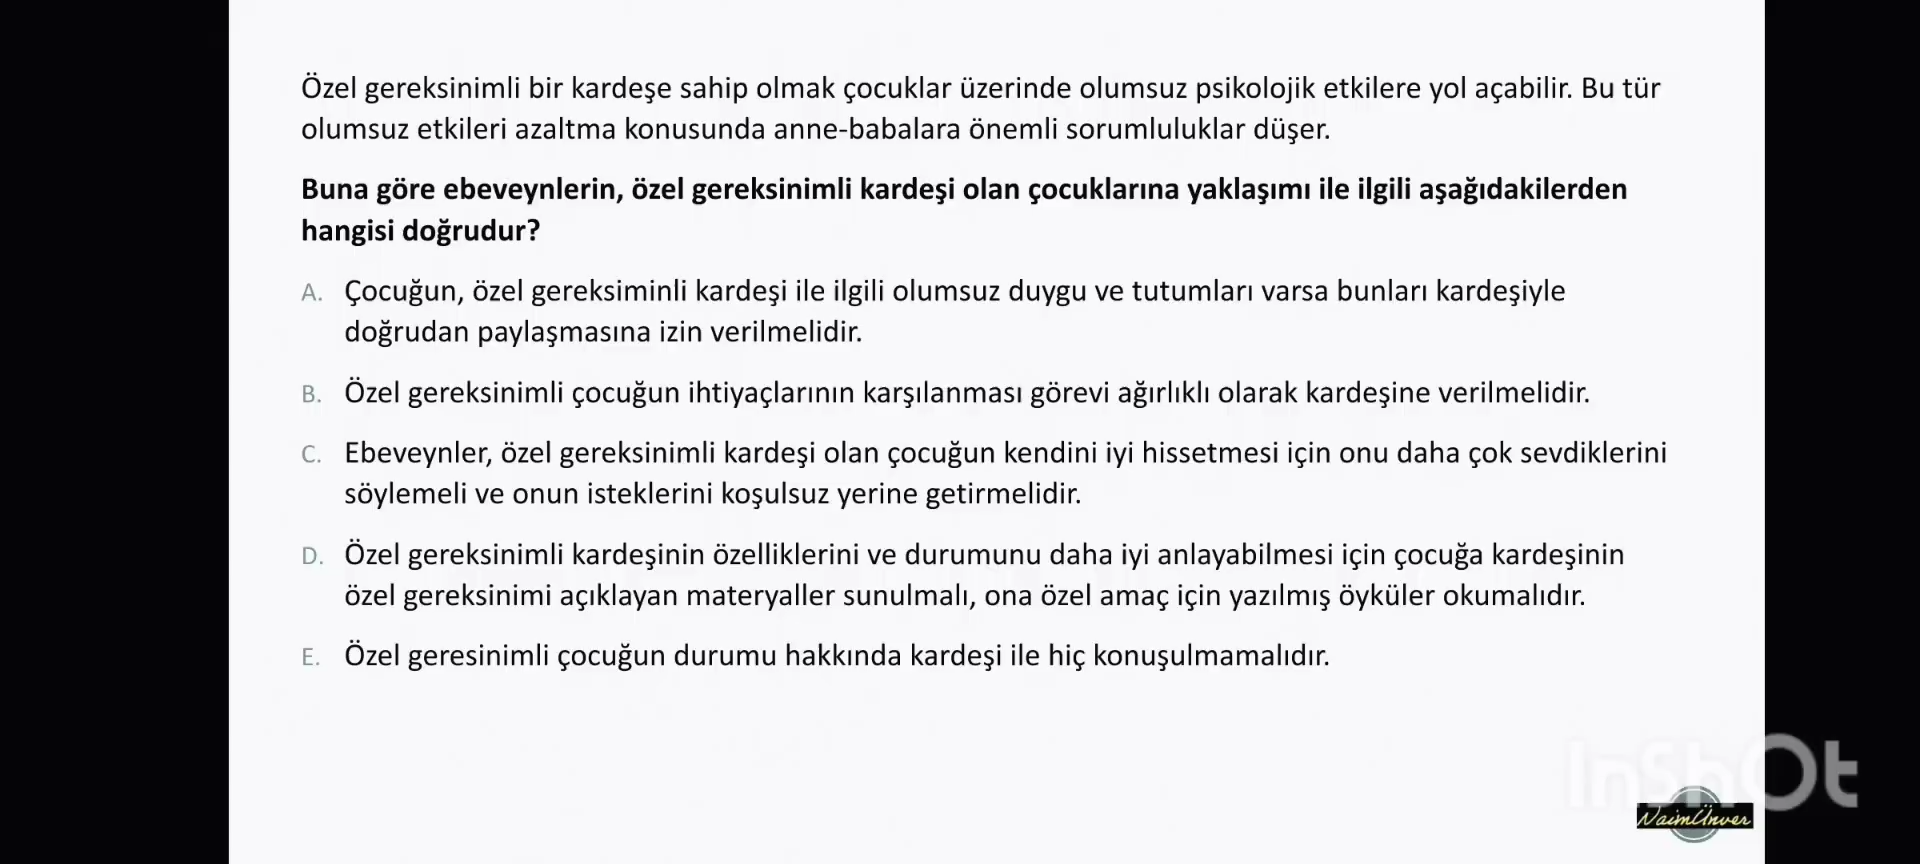 Özel gereksinimli bir kardeşe sahip olmak çocuklar üzerinde olumsuz psikolojik etkilere yol açabilir. Bu tür
olumsuz etkileri azaltma konusunda anne-babalara önemli sorumluluklar düşer.
Buna göre ebeveynlerin, özel gereksinimli kardeşi olan çocuklarına yaklaşımı ile ilgili aşağıdakilerden
hangisi doğrudur?
A. Çocuğun, özel gereksiminli kardeşi ile ilgili olumsuz duygu ve tutumları varsa bunları kardeşiyle
doğrudan paylaşmasına izin verilmelidir.
B. Özel gereksinimli çocuğun ihtiyaçlarının karşılanması görevi ağırlıklı olarak kardeşine verilmelidir.
C. Ebeveynler, özel gereksinimli kardeşi olan çocuğun kendini iyi hissetmesi için onu daha çok sevdiklerini
söylemeli ve onun isteklerini koşulsuz yerine getirmelidir.
D. Özel gereksinimli kardeşinin özelliklerini ve durumunu daha iyi anlayabilmesi için çocuğa kardeşinin
özel gereksinimi açıklayan materyaller sunulmalı, ona özel amaç için yazılmış öyküler okumalıdır.
E. Özel geresinimli çocuğun durumu hakkında kardeşi ile hiç konuşulmamalıdır.
InShOt
NaimÜnver